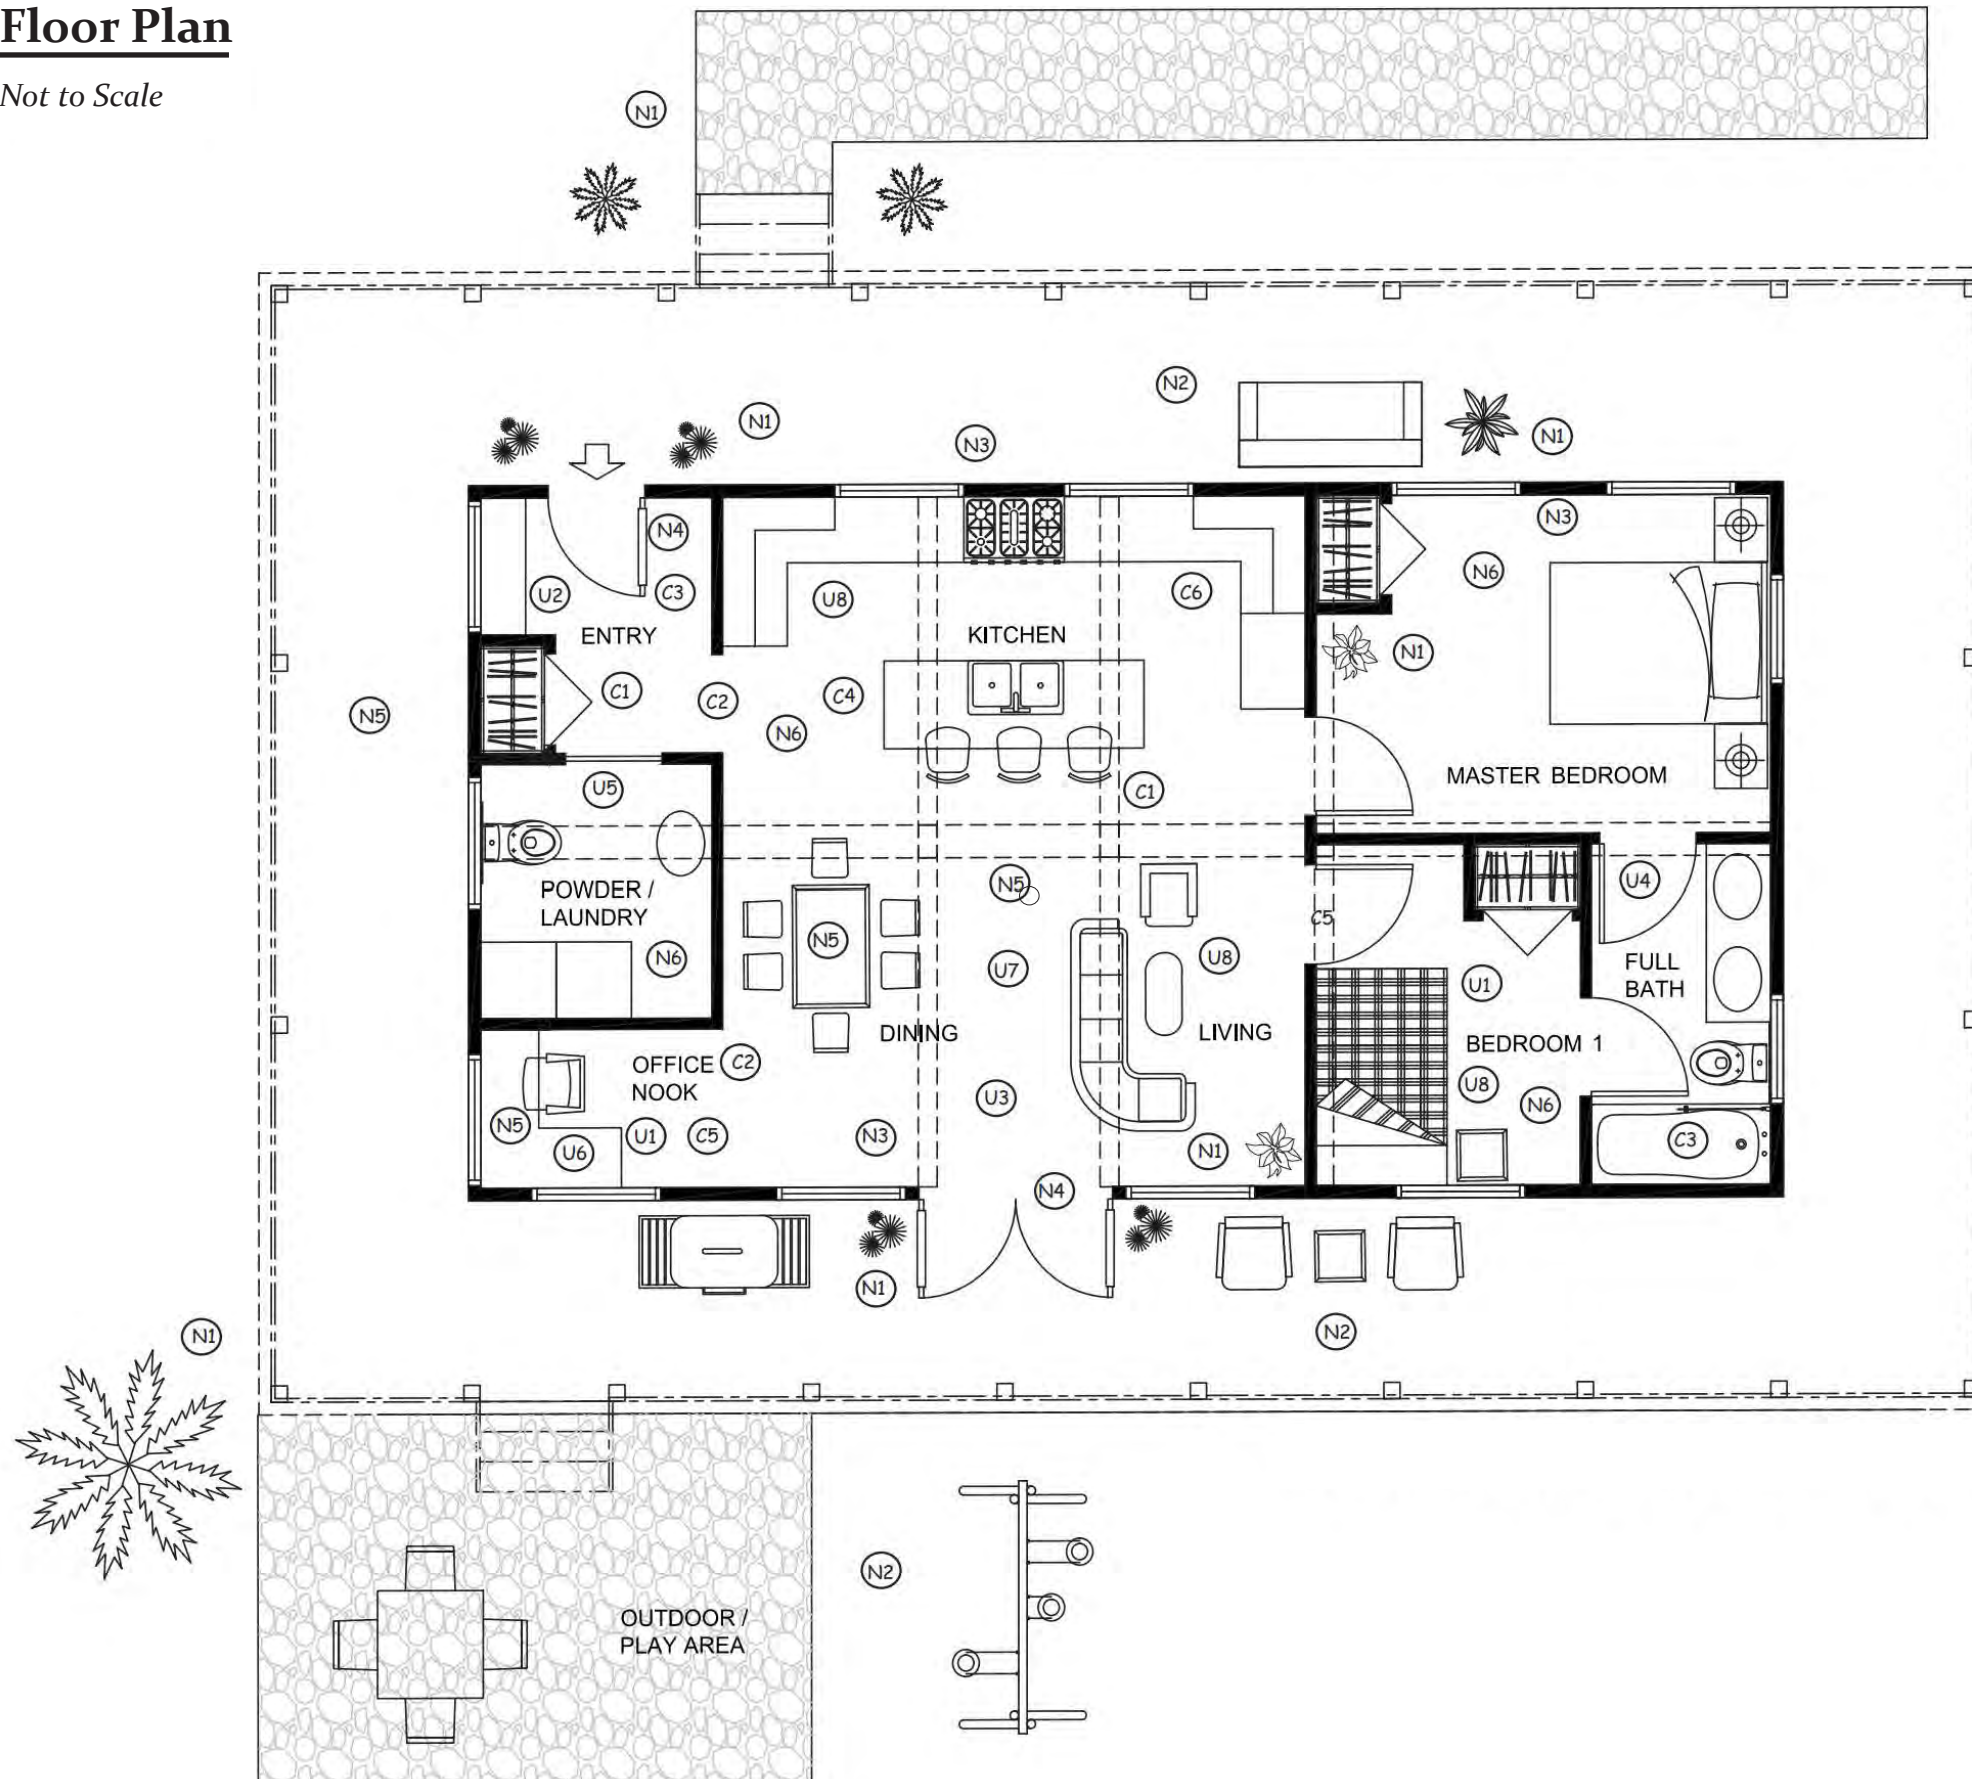 Floor Plan
Not to Scale
N1
N2
N1
N1
N3
N4
N3
N6
U2
C3
U8
C6
ENTRY
KITCHEN
N1
C1
C2
C4
N5
N6
MASTER BEDROOM
U5
C1
POWDER /
LAUNDRY
N5
U4
C5
N5
N6
U7
U8
FULL
BATH
U1
DINING
LIVING
BEDROOM 1
OFFICE
NOOK
C2
U8
U3
N6
N5
U1
C5
N3
U6
N1
C3
N4
N1
N2
N1
N2
OUTDOOR /
PLAY AREA